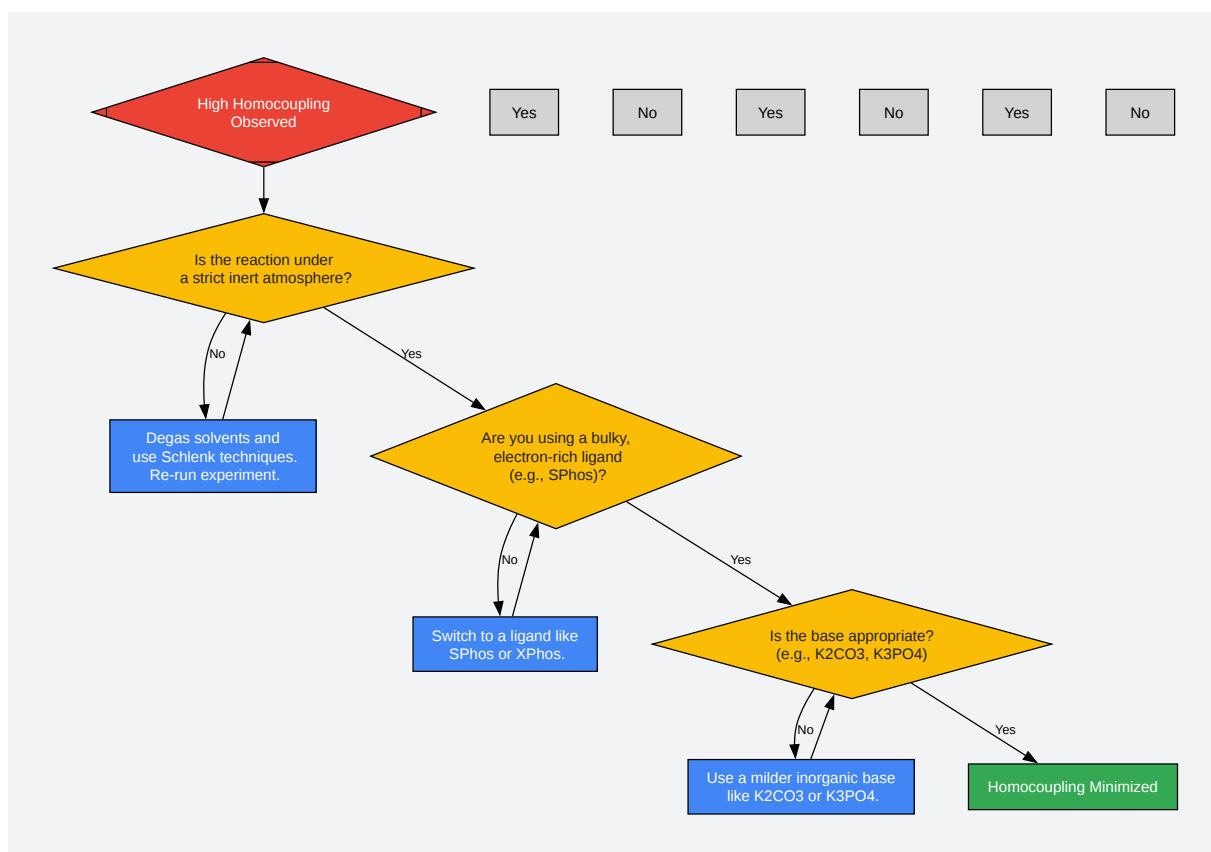 High Homocoupling
Observed
Yes
No
Yes
No
Yes
No
Is the reaction under
a strict inert atmosphere?
No
Yes
Degas solvents and
use Schlenk techniques.
Re-run experiment.
Are you using a bulky,
electron-rich ligand
(e.g., SPhos)?
No
Yes
Switch to a ligand like
SPhos or XPhos.
Is the base appropriate?
(e.g., K2CO3, K3PO4)
No
Yes
Use a milder inorganic base
like K2CO3 or K3PO4.
Homocoupling Minimized